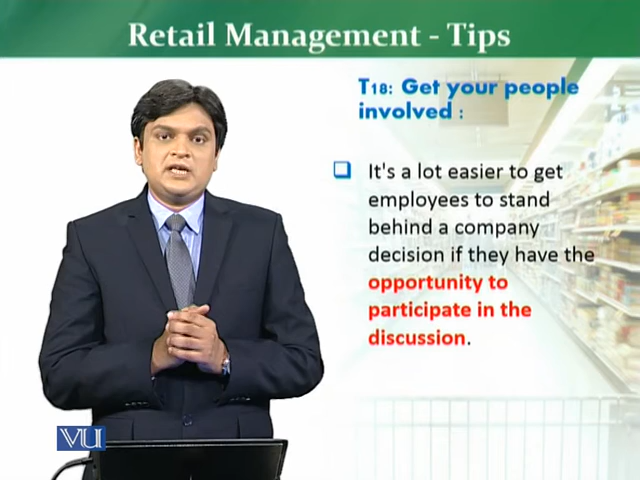 Retail Management - Tips
T18: Get your people
involved :
It's a lot easier to get
employees to stand
behind a company
decision if they have the
opportunity to
participate in the
discussion.
VU